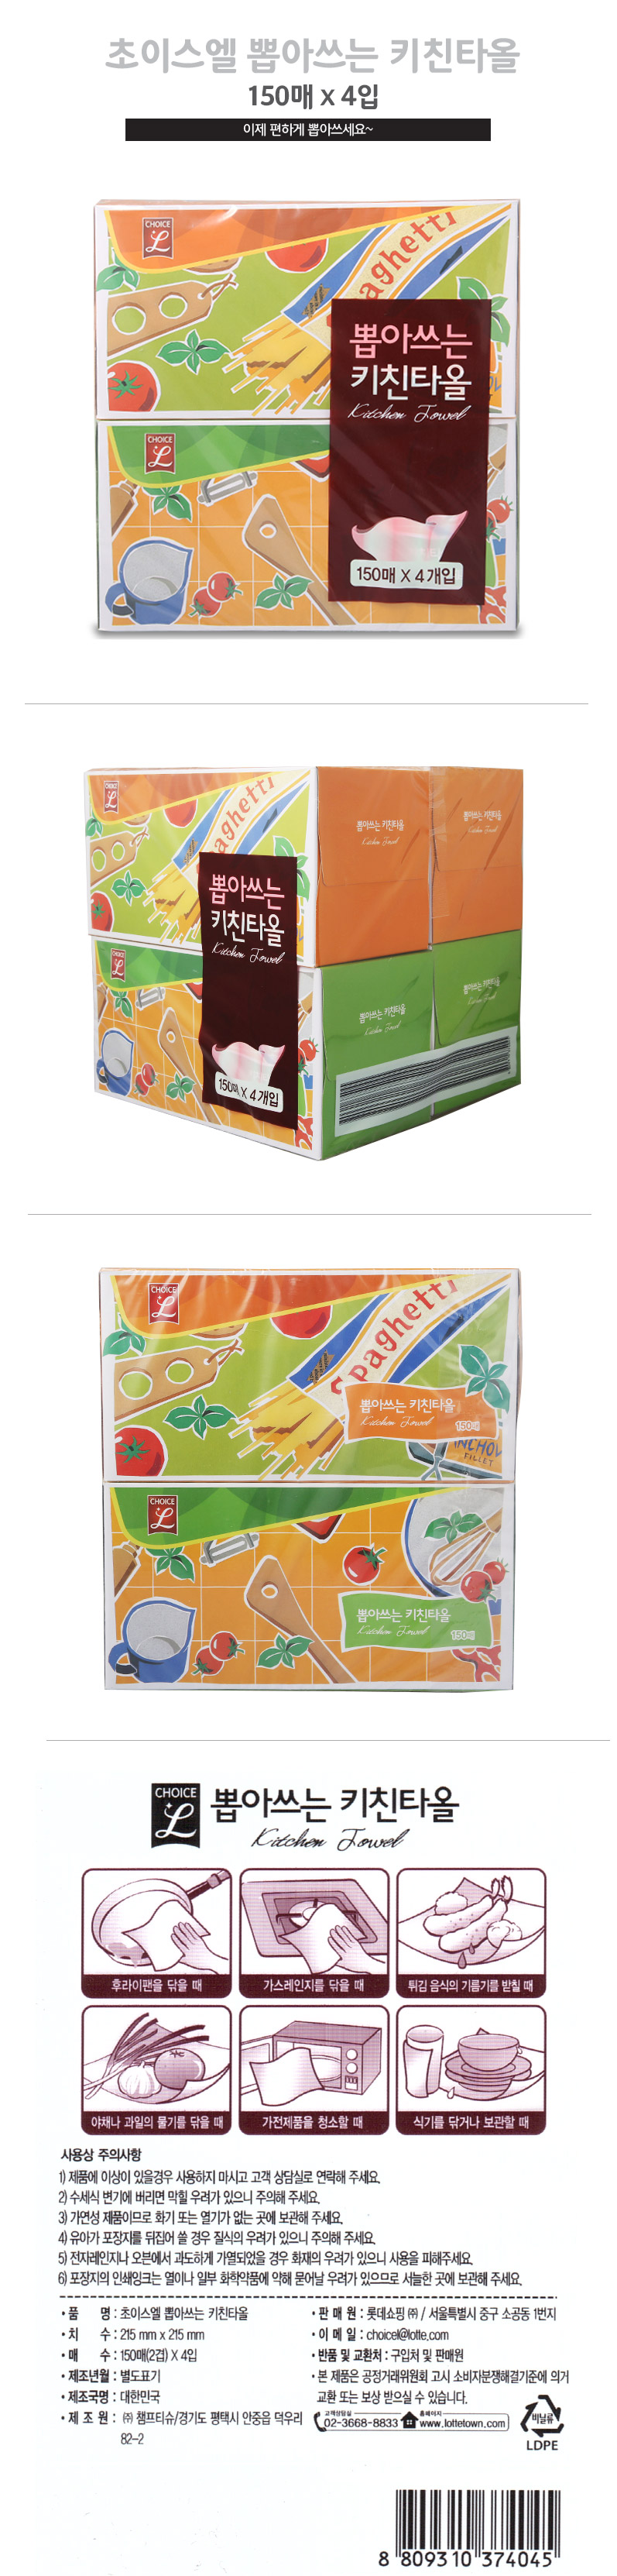 초이스엘 뽑아쓰는 키친타올
150매 x 4입
이제 편하게 뽑아쓰세요~
CHOICE
L
aghetti
뽑아쓰는
키친타올
Kitchen Towel
CHOICE
L
150매 X 4개입
CHOICE
L
aghetti
뽑아쓰는 키친타올
Kitchen Towel
뽑아쓰는 키친타올
Kitchen Towel
뽑아쓰는
키친타올
Kitchen Towel
CHOICE
L
뽑아쓰는 키친타올
Kitchen Towel
뽑아쓰는 키친타올
Kitchen Towel
150매 X 4개입
CHOICE
L
spaghetti
뽑아쓰는 키친타올
Kitchen Towel
150매
ANCHOV
FILLET
CHOICE
L
뽑아쓰는 키친타올
Kitchen Towel
150매
CHOICE
L
뽑아쓰는 키친타올
Kitchen Towel
후라이팬을 닦을 때
가스레인지를 닦을 때
튀김 음식의 기름기를 받칠 때
야채나 과일의 물기를 닦을 때
가전제품을 청소할 때
식기를 닦거나 보관할 때
사용상 주의사항
1) 제품에 이상이 있을경우 사용하지 마시고 고객 상담실로 연락해 주세요.
2) 수세식 변기에 버리면 막힐 우려가 있으니 주의해 주세요.
3) 가연성 제품이므로 화기 또는 열기가 없는 곳에 보관해 주세요.
4) 유아가 포장지를 뒤집어 쓸 경우 질식의 우려가 있으니 주의해 주세요.
5) 전자레인지나 오븐에서 과도하게 가열되었을 경우 화재의 우려가 있으니 사용을 피해주세요.
6) 포장지의 인쇄잉크는 열이나 일부 화학약품에 약해 묻어날 우려가 있으므로 서늘한 곳에 보관해 주세요.
• 품 명 : 초이스엘 뽑아쓰는 키친타올
• 치 수 : 215 mm x 215 mm
• 매 수 : 150매(2겹) X 4입
• 제조년월 : 별도표기
• 제조국명 : 대한민국
• 제 조 원 : ㈜ 챔프티슈/경기도 평택시 안중읍 덕우리
82-2
• 판 매 원 : 롯데쇼핑 ㈜ / 서울특별시 중구 소공동 1번지
• 이 메 일 : choicel@lotte.com
• 반품 및 교환처 : 구입처 및 판매원
• 본 제품은 공정거래위원회 고시 소비자분쟁해결기준에 의거
교환 또는 보상 받으실 수 있습니다.
고객상담실
02-3668-8833
홈페이지
www.lottetown.com
비닐류
LDPE
8 809310 374045